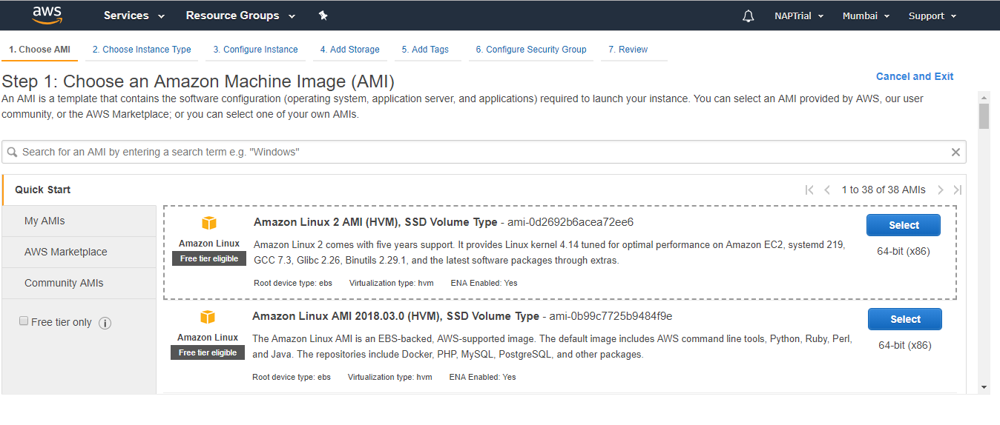 aws Services Resource Groups NAPTrial Mumbai Support
1. Choose AMI 2. Choose Instance Type 3. Configure Instance 4. Add Storage 5. Add Tags 6. Configure Security Group 7. Review
Step 1: Choose an Amazon Machine Image (AMI)
Cancel and Exit
An AMI is a template that contains the software configuration (operating system, application server, and applications) required to launch your instance. You can select an AMI provided by AWS, our user
community, or the AWS Marketplace; or you can select one of your own AMIs.
Search for an AMI by entering a search term e.g. "Windows"
Quick Start
1 to 38 of 38 AMIs
My AMIs
AWS Marketplace
Community AMIs
Free tier only
Amazon Linux
Free tier eligible
Amazon Linux 2 AMI (HVM), SSD Volume Type - ami-0d2692b6acea72ee6
Amazon Linux 2 comes with five years support. It provides Linux kernel 4.14 tuned for optimal performance on Amazon EC2, systemd 219,
GCC 7.3, Glibc 2.26, Binutils 2.29.1, and the latest software packages through extras.
Root device type: ebs Virtualization type: hvm ENA Enabled: Yes
Select
64-bit (x86)
Amazon Linux
Free tier eligible
Amazon Linux AMI 2018.03.0 (HVM), SSD Volume Type - ami-0b99c7725b9484f9e
The Amazon Linux AMI is an EBS-backed, AWS-supported image. The default image includes AWS command line tools, Python, Ruby, Perl,
and Java. The repositories include Docker, PHP, MySQL, PostgreSQL, and other packages.
Root device type: ebs Virtualization type: hvm ENA Enabled: Yes
Select
64-bit (x86)